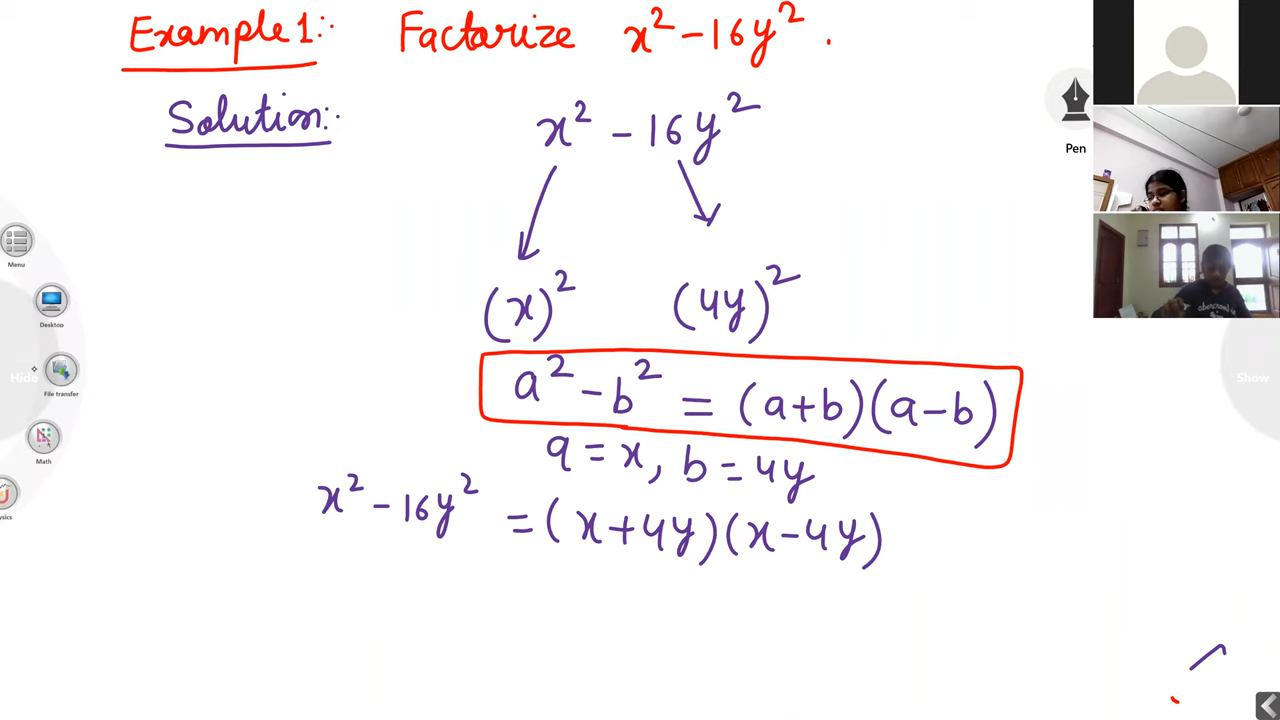 Example 1:
Factorize x² - 16y².
Solution:
x² - 16y²
(x)² (4y)²
a² - b² = (a+b)(a-b)
a = x, b = 4y
x² - 16y² = (x+4y)(x-4y)
Menu
Desktop
Hide
File transfer
Math
Pen
Show